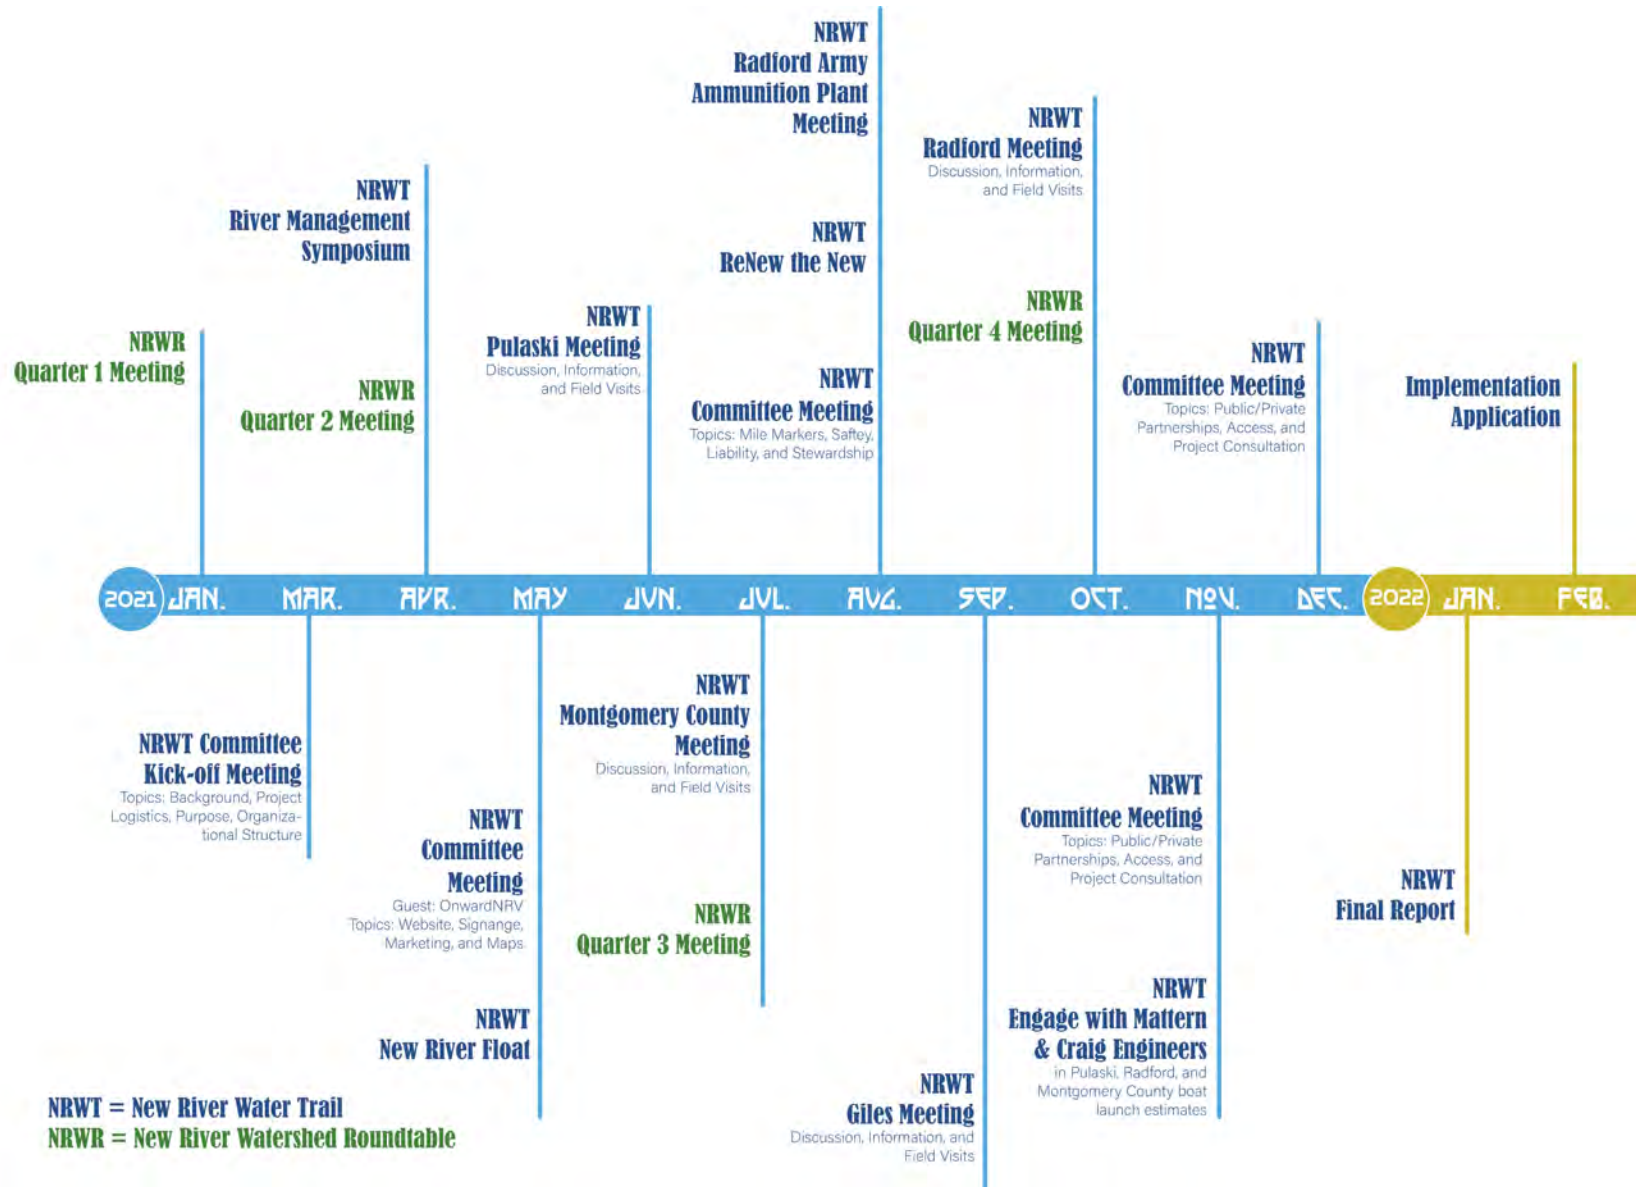 NRWT
Radford Army
Ammunition Plant
Meeting
NRWT
ReNew the New
NRWT
Committee Meeting
Topics: Mile Markers, Saftey,
Liability, and Stewardship
NRWT
Radford Meeting
Discussion, Information,
and Field Visits
NRWR
Quarter 4 Meeting
NRWT
River Management
Symposium
NRWR
Quarter 2 Meeting
NRWR
Quarter 1 Meeting
NRWT
Pulaski Meeting
Discussion, Information,
and Field Visits
NRWT
Committee Meeting
Topics: Public/Private
Partnerships, Access, and
Project Consultation
Implementation
Application
2021 JAN. MAR. APR. MAY JUN. JUL. AUG. SEP. OCT. NOV. DEC. 2022 JAN. FEB.
NRWT Committee
Kick-off Meeting
Topics: Background, Project
Logistics, Purpose, Organiza-
tional Structure
NRWT
Committee
Meeting
Guest: OnwardNRV
Topics: Website, Signange,
Marketing, and Maps
NRWT
New River Float
NRWT
Montgomery County
Meeting
Discussion, Information,
and Field Visits
NRWR
Quarter 3 Meeting
NRWT
Giles Meeting
Discussion, Information, and
Field Visits
NRWT
Committee Meeting
Topics: Public/Private
Partnerships, Access, and
Project Consultation
NRWT
Engage with Mattern
& Craig Engineers
in Pulaski, Radford, and
Montgomery County boat
launch estimates
NRWT
Final Report
NRWT = New River Water Trail
NRWR = New River Watershed Roundtable